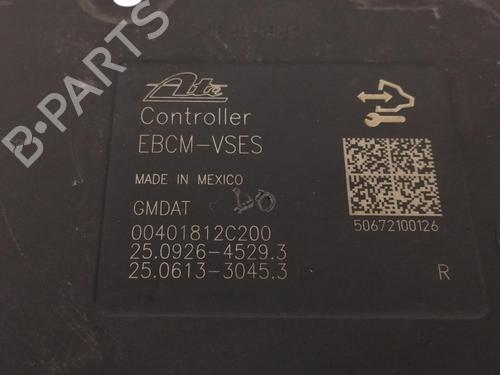 Ate
Controller
EBCM-VSES
MADE IN MEXICO
GMDAT
00401812C200
25.0926-4529.3
25.0613-3045.3
50672100126
R
B-PARTS